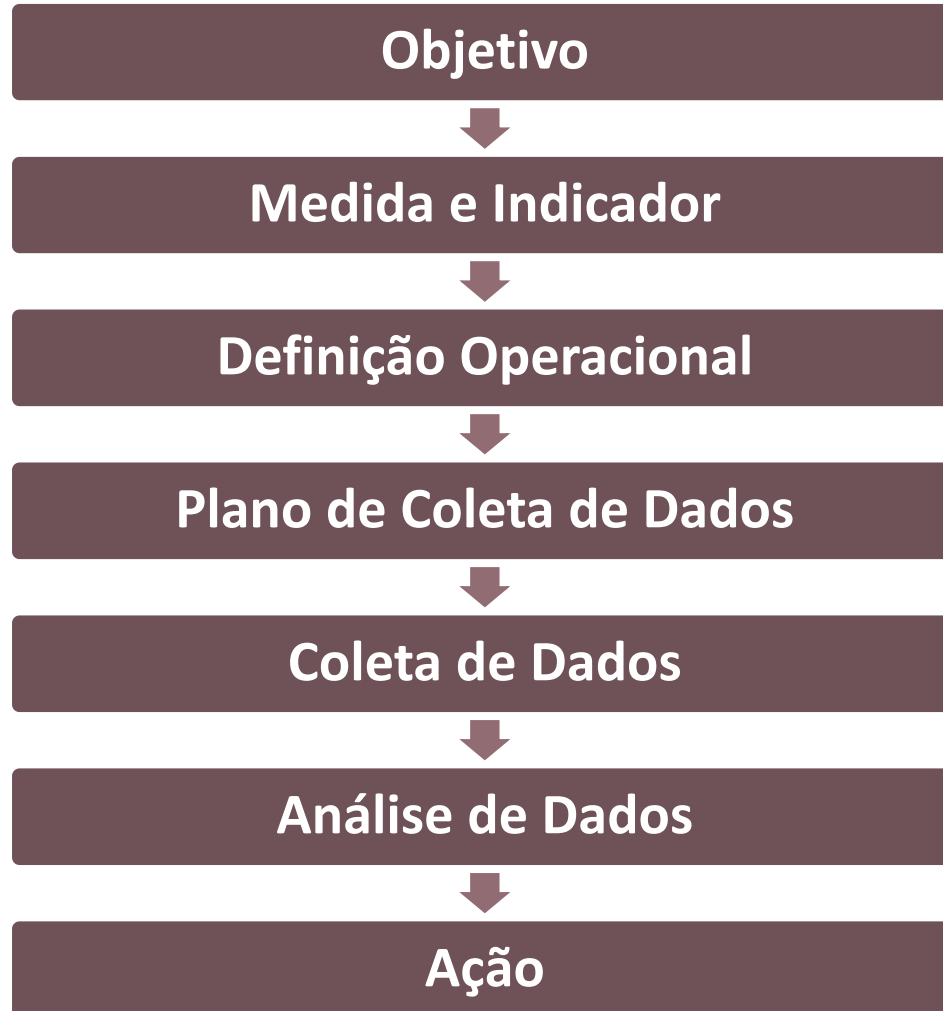 Objetivo
Medida e Indicador
Definição Operacional
Plano de Coleta de Dados
Coleta de Dados
Análise de Dados
Ação